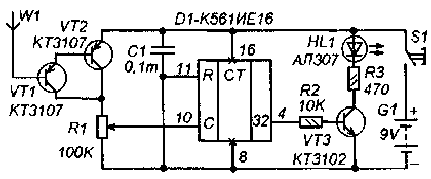 W1
D1-К561ИЕ16
VT2
КТ3107
C1
0,1m
16
HL1
АЛ307
S1
VT1
КТ3107
11
R
CT
R3
470
R2
10K
G1
+
9V
-
R1
100K
10
C
32
4
VT3
КТ3102
8